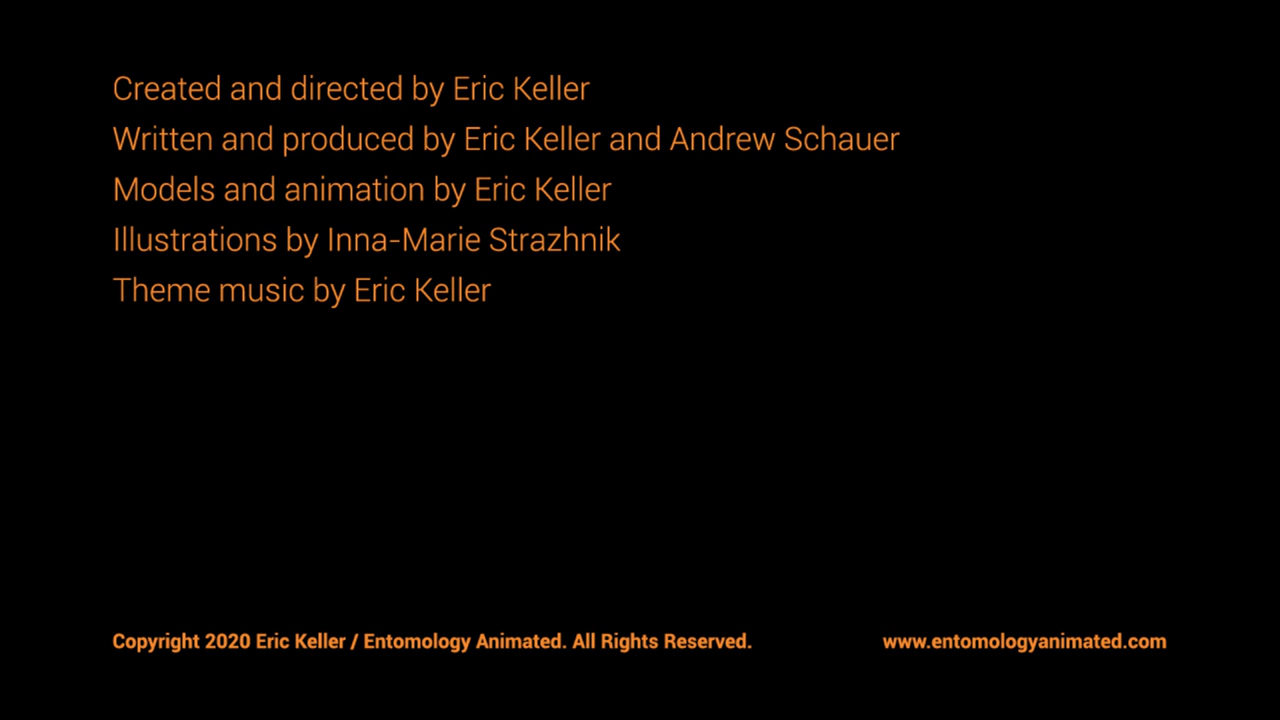 Created and directed by Eric Keller
Written and produced by Eric Keller and Andrew Schauer
Models and animation by Eric Keller
Illustrations by Inna-Marie Strazhnik
Theme music by Eric Keller
Copyright 2020 Eric Keller / Entomology Animated. All Rights Reserved.
www.entomologyanimated.com